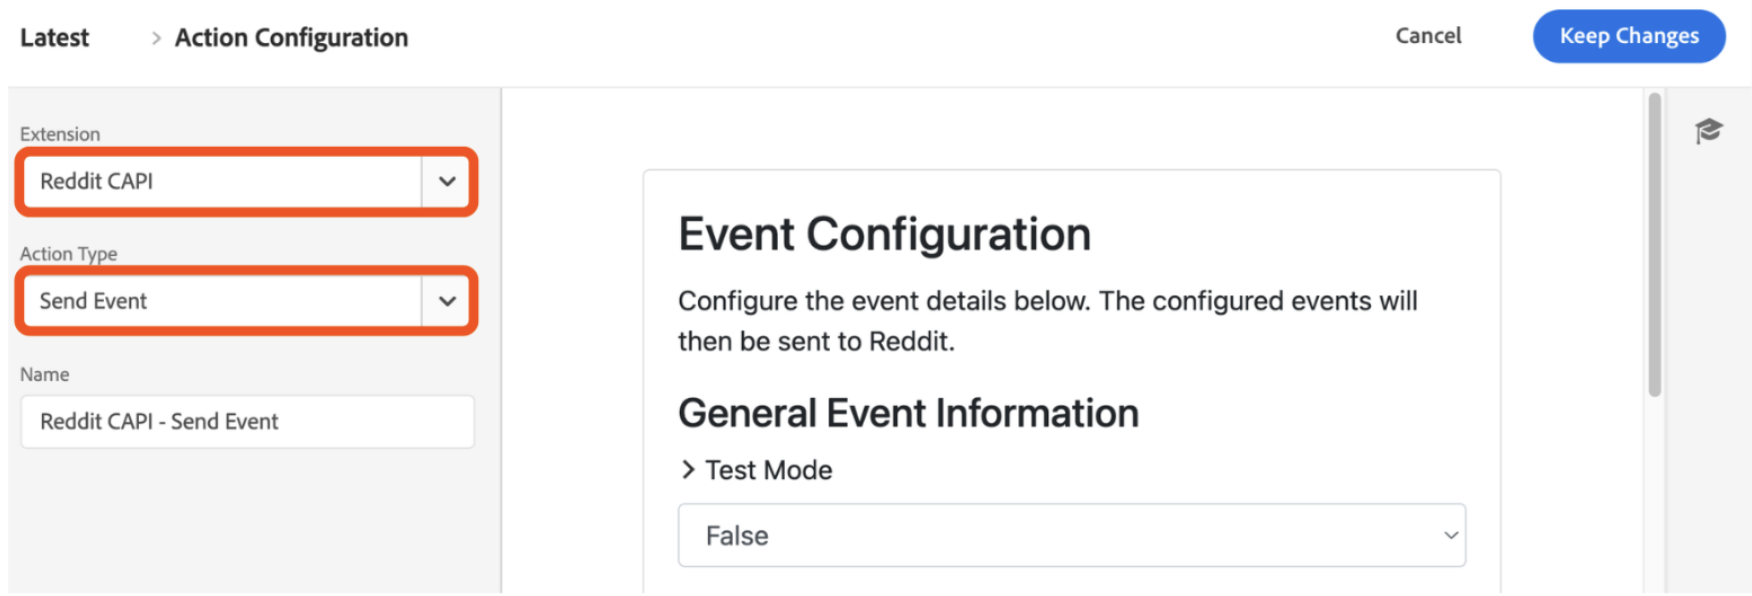 Latest > Action Configuration
Cancel
Keep Changes
Extension
Reddit CAPI
Action Type
Send Event
Name
Reddit CAPI - Send Event
Event Configuration
Configure the event details below. The configured events will
then be sent to Reddit.
General Event Information
> Test Mode
False